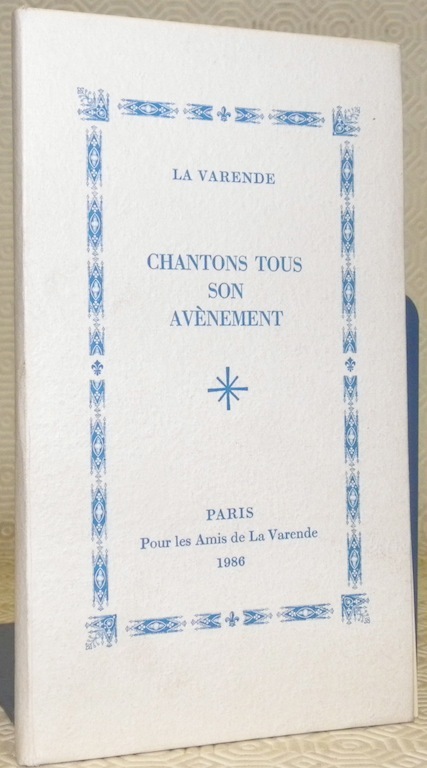 LA VARENDE
CHANTONS TOUS
SON
AVÈNEMENT
PARIS
Pour les Amis de La Varende
1986